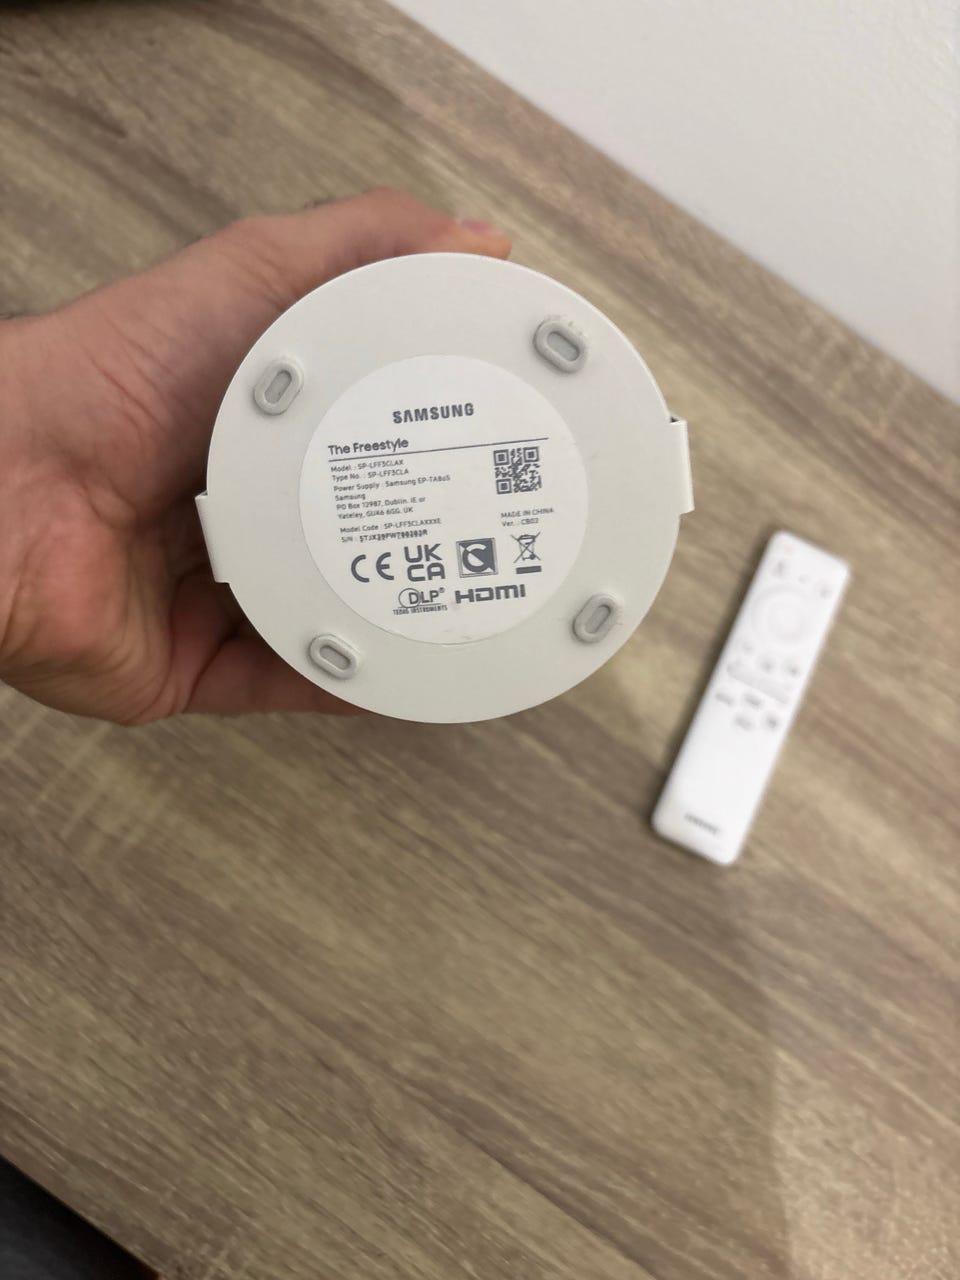 SAMSUNG
The Freestyle
Model : SP-LFF3CLAX
Type No. : SP-LFF3CLA
Power Supply : Samsung EP-TA865
Samsung
PO Box 12987, Dublin. IE or
Yateley, GU46 6GG. UK
Model Code : SP-LFF3CLAXXXE
S/N :
MADE IN CHINA
Ver. : CB02
CE UK
CA
DLP®
TEXAS INSTRUMENTS
HDMI
SAMSUNG